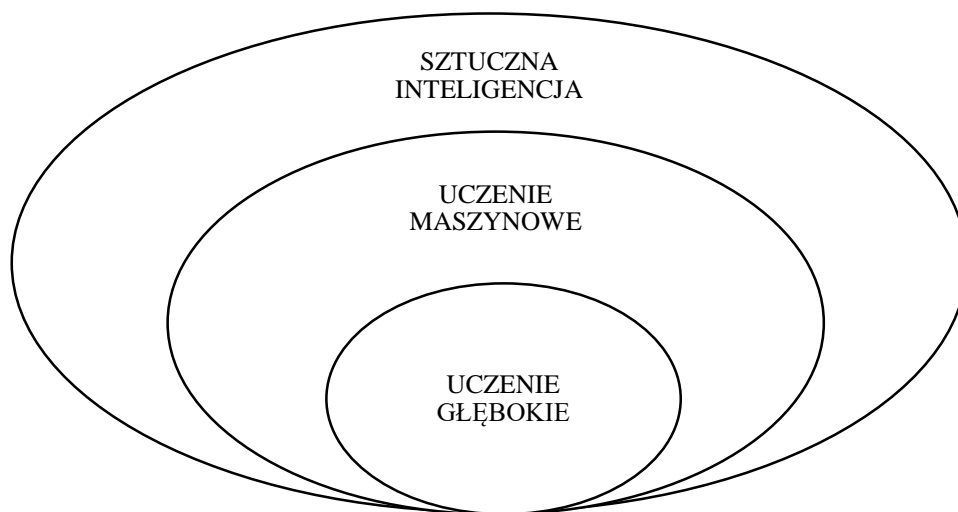 SZTUCZNA
INTELIGENCJA
UCZENIE
MASZYNOWE
UCZENIE
GŁĘBOKIE